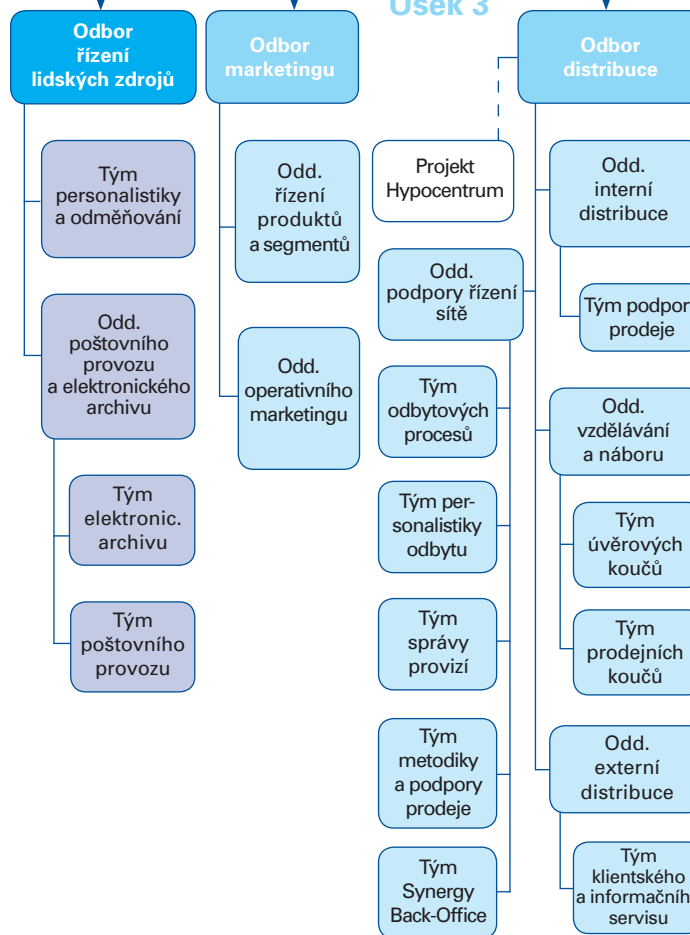 Úsek 3
Odbor
řízení
lidských zdrojů
Tým
personalistiky
a odměňování
Odd.
poštovního
provozu
a elektronického
archivu
Tým
elektronic.
archivu
Tým
poštovního
provozu
Odbor
marketingu
Odd.
řízení
produktů
a segmentů
Odd.
operativního
marketingu
Odbor
distribuce
Projekt
Hypocentrum
Odd.
podpory řízení
sítě
Tým
odbytových
procesů
Tým per-
sonalistiky
odbytu
Tým
správy
provizí
Tým
metodiky
a podpory
prodeje
Tým
Synergy
Back-Office
Odd.
interní
distribuce
Tým podpor
prodeje
Odd.
vzdělávání
a náboru
Tým
úvěrových
koučů
Tým
prodejních
koučů
Odd.
externí
distribuce
Tým
klientského
a informačníh
servisu